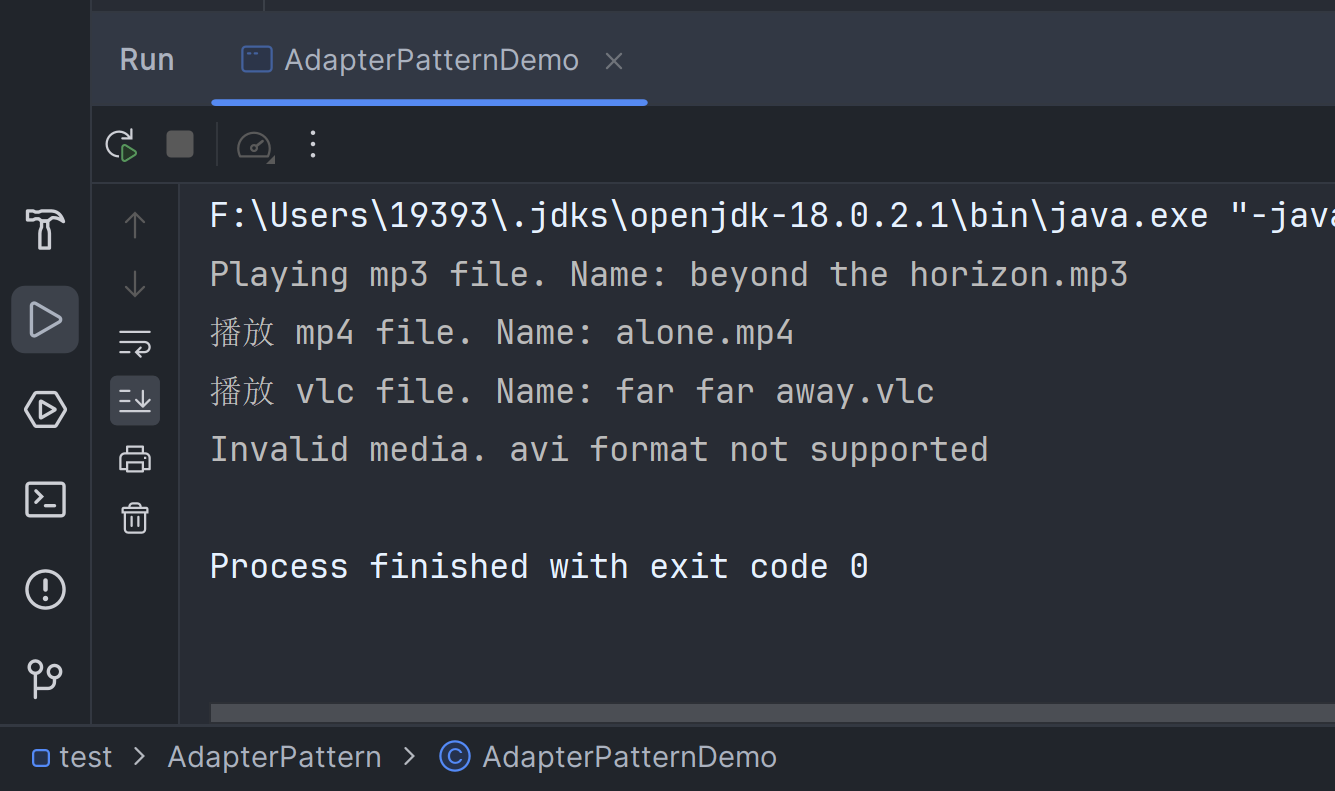 Run AdapterPatternDemo
F:\Users\19393\.jdks\openjdk-18.0.2.1\bin\java.exe "-java
Playing mp3 file. Name: beyond the horizon.mp3
播放 mp4 file. Name: alone.mp4
播放 vlc file. Name: far far away.vlc
Invalid media. avi format not supported
Process finished with exit code 0
test > AdapterPattern > AdapterPatternDemo